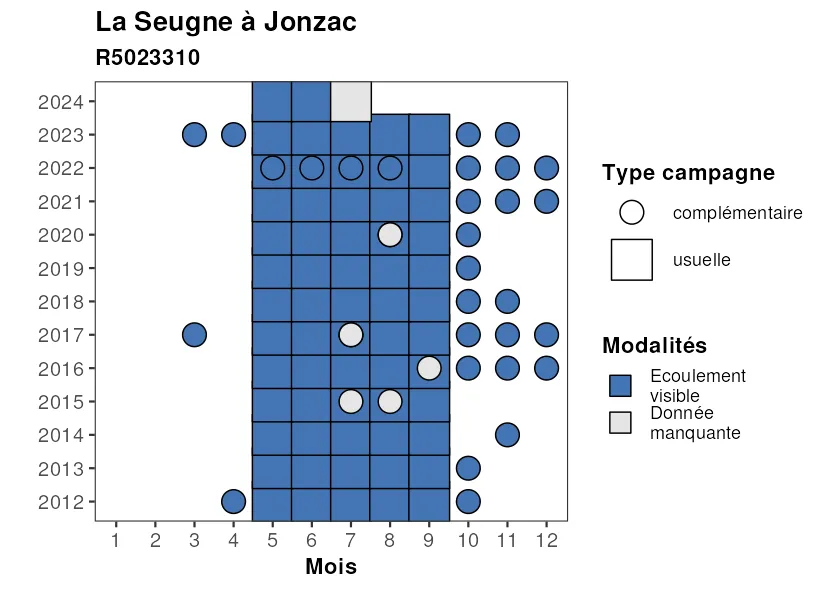 La Seugne à Jonzac
R5023310
2024
2023
2022
2021
2020
2019
2018
2017
2016
2015
2014
2013
2012
1 2 3 4 5 6 7 8 9 10 11 12
Mois
Type campagne
complémentaire
usuelle
Modalités
Ecoulement
visible
Donnée
manquante